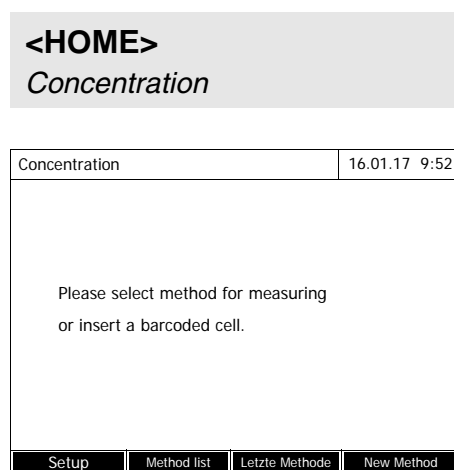 <HOME>
Concentration
Concentration 16.01.17 9:52
Please select method for measuring
or insert a barcoded cell.
Setup Method list Letzte Methode New Method